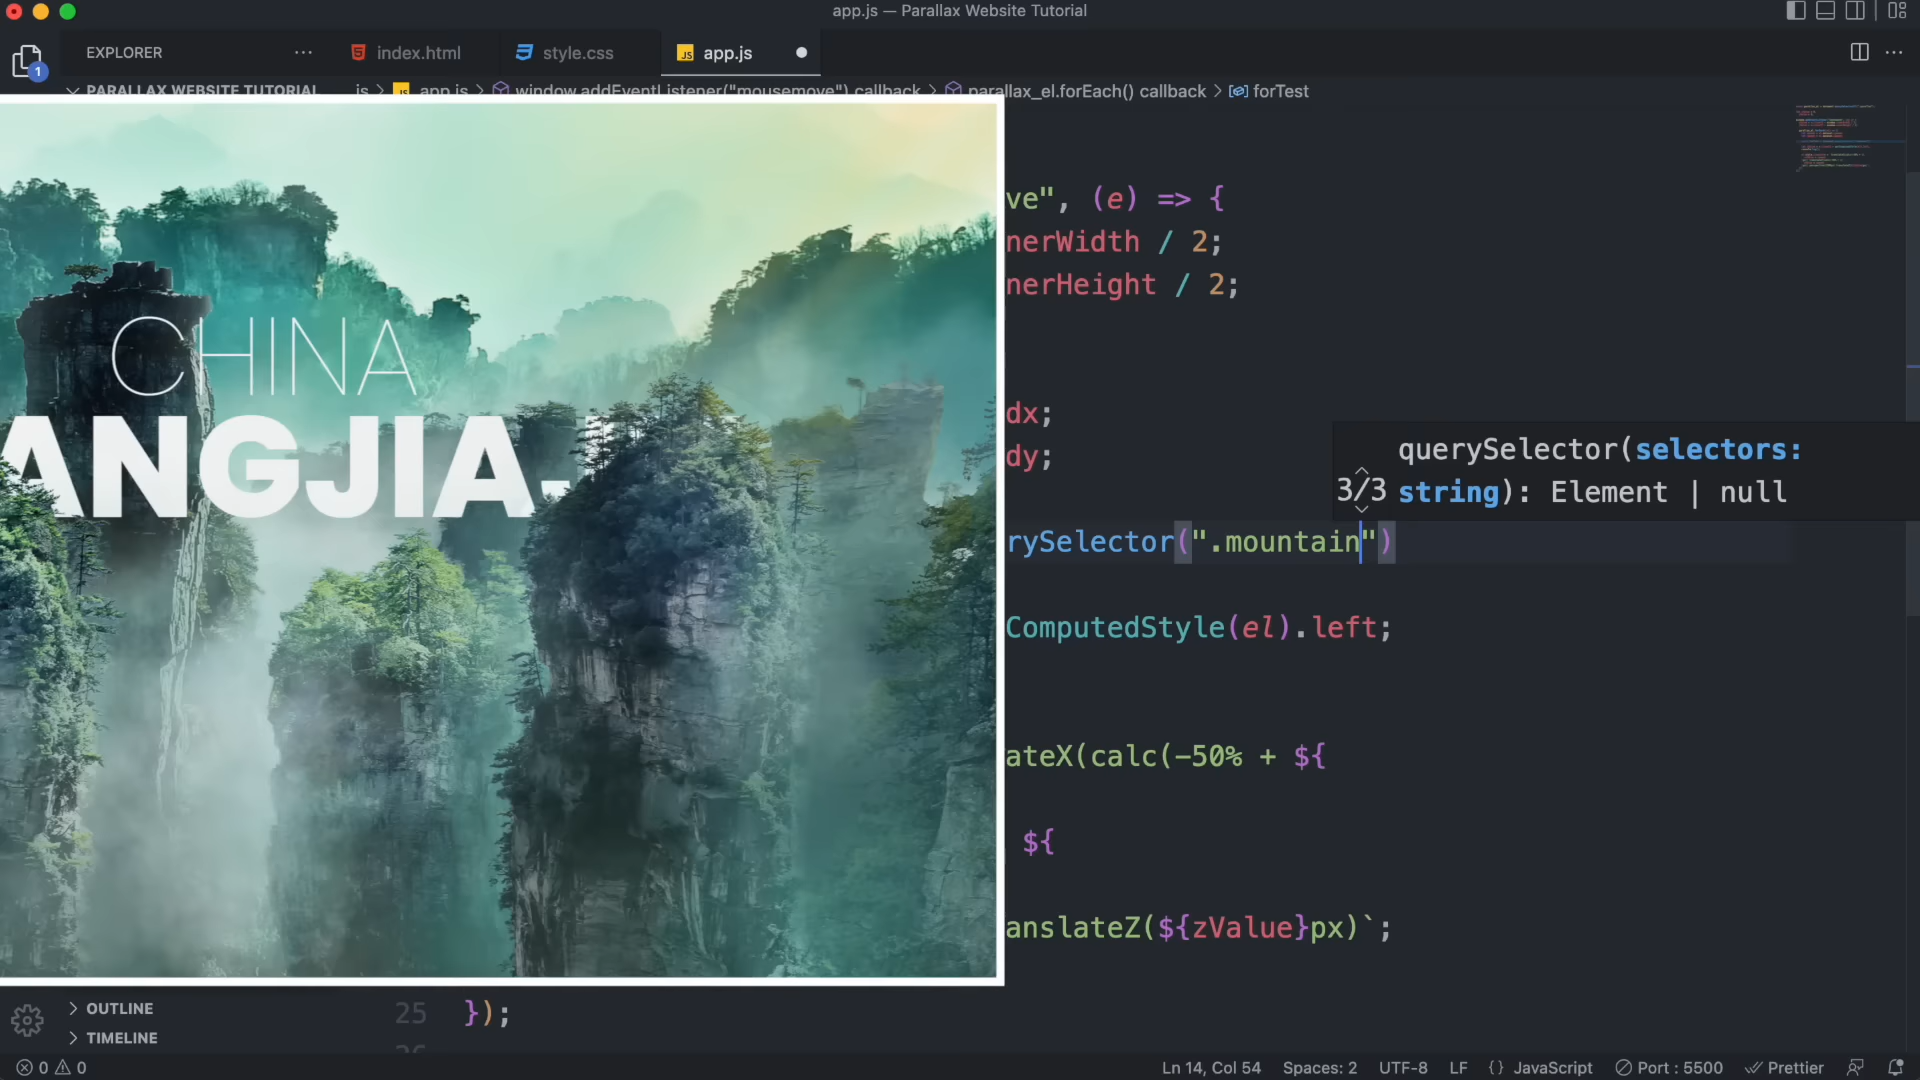 app.js — Parallax Website Tutorial
EXPLORER
index.html
style.css
JS app.js
1
PARALLAX WEBSITE TUTORIAL
js > JS app.js > window.addEventListener("mousemove") callback > parallax_el.forEach() callback > forTest
ve", (e) => {
nerWidth / 2;
nerHeight / 2;
CHINA
dx;
ANGJIA
dy;
querySelector(selectors:
3/3 string): Element | null
rySelector(".mountain")
ComputedStyle(el).left;
ateX(calc(-50% + ${
${
anslateZ(${zValue}px)`;
25 });
OUTLINE
TIMELINE
0 0
Ln 14, Col 54 Spaces: 2 UTF-8 LF {} JavaScript Port : 5500 Prettier